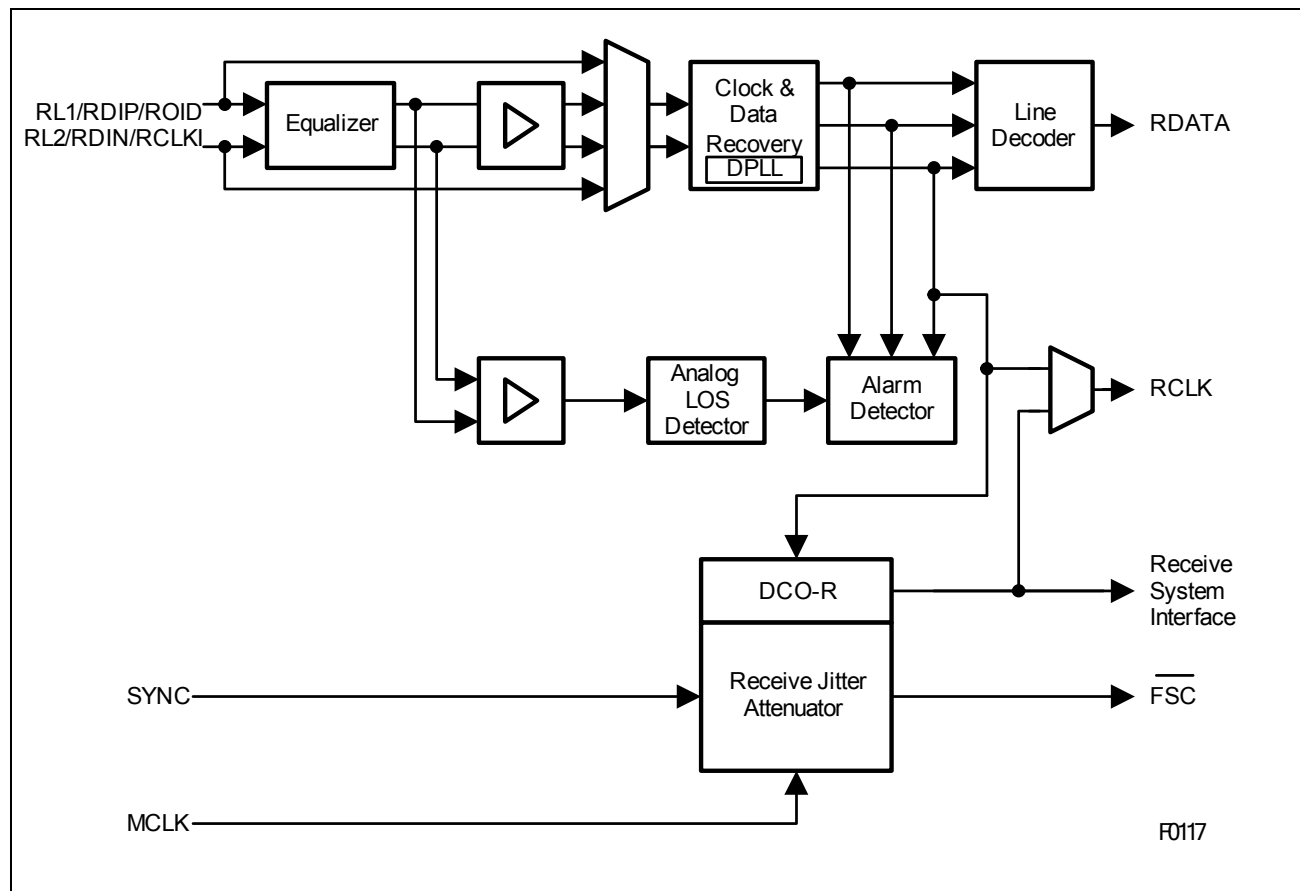 RL1/RDIP/ROID
RL2/RDIN/RCLKI
Equalizer
Clock &
Data
Recovery
DPLL
Line
Decoder
RDATA
Analog
LOS
Detector
Alarm
Detector
RCLK
DCO-R
Receive
System
Interface
SYNC
Receive Jitter
Attenuator
FSC
MCLK
F0117